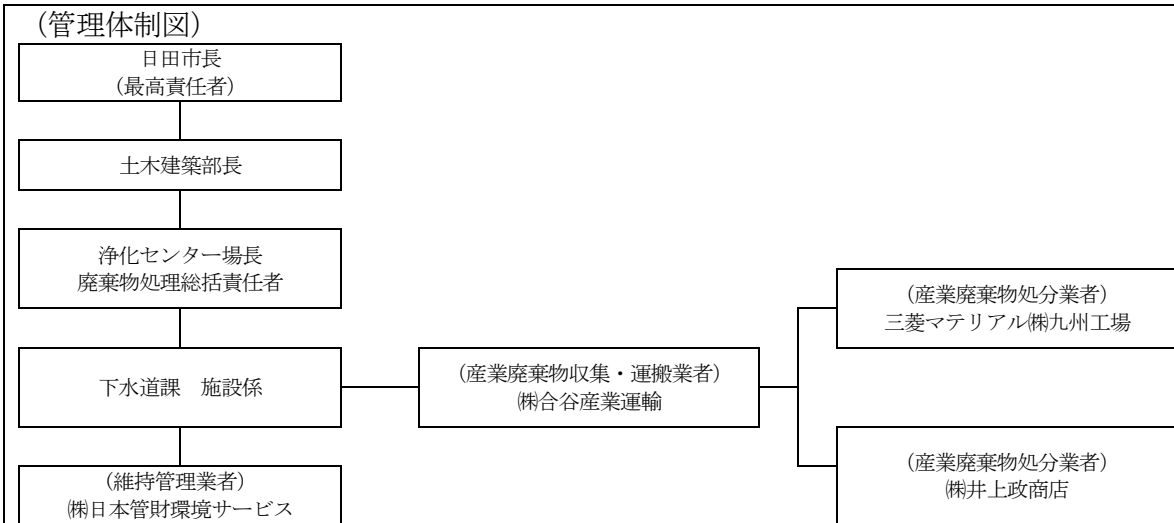 （管理体制図）
日田市長
（最高責任者）
土木建築部長
浄化センター場長
廃棄物処理総括責任者
下水道課　施設係
（維持管理業者）
㈱日本管財環境サービス
（産業廃棄物収集・運搬業者）
㈱合谷産業運輸
（産業廃棄物処分業者）
三菱マテリアル㈱九州工場
（産業廃棄物処分業者）
㈱井上政商店